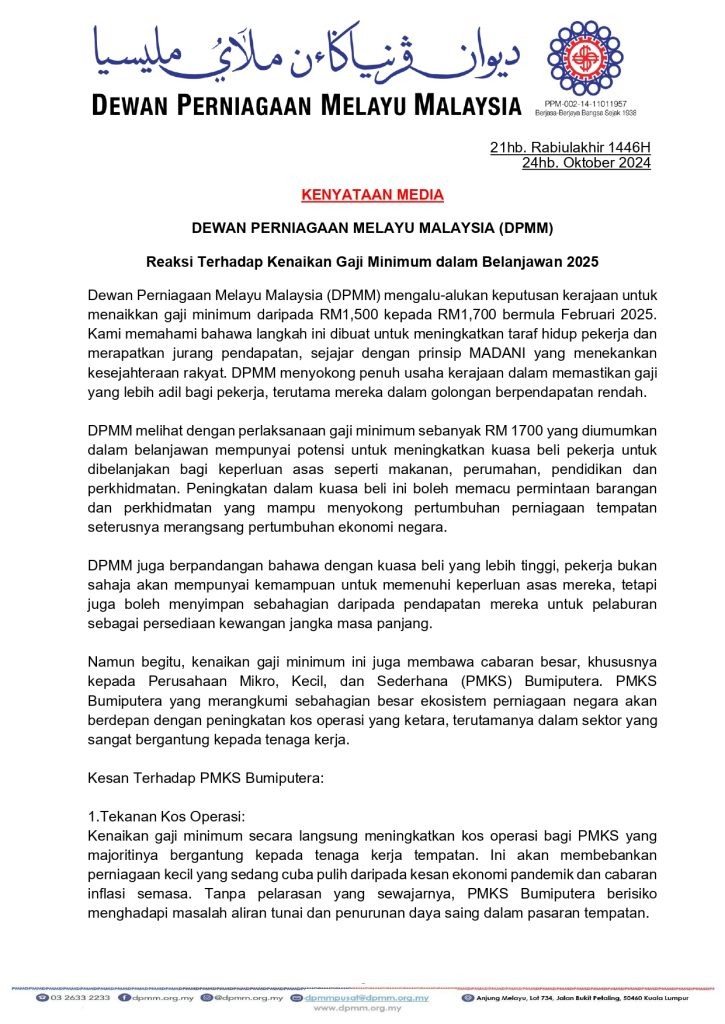 ديوان ڤرنياݢاءن ملايو مليسيا
DEWAN PERNIAGAAN MELAYU MALAYSIA
PPM-002-14-11011957
Berjasa-Berjaya Bangsa Sejak 1938
21hb. Rabiulakhir 1446H
24hb. Oktober 2024
KENYATAAN MEDIA
DEWAN PERNIAGAAN MELAYU MALAYSIA (DPMM)
Reaksi Terhadap Kenaikan Gaji Minimum dalam Belanjawan 2025
Dewan Perniagaan Melayu Malaysia (DPMM) mengalu-alukan keputusan kerajaan untuk
menaikkan gaji minimum daripada RM1,500 kepada RM1,700 bermula Februari 2025.
Kami memahami bahawa langkah ini dibuat untuk meningkatkan taraf hidup pekerja dan
merapatkan jurang pendapatan, sejajar dengan prinsip MADANI yang menekankan
kesejahteraan rakyat. DPMM menyokong penuh usaha kerajaan dalam memastikan gaji
yang lebih adil bagi pekerja, terutama mereka dalam golongan berpendapatan rendah.
DPMM melihat dengan perlaksanaan gaji minimum sebanyak RM 1700 yang diumumkan
dalam belanjawan mempunyai potensi untuk meningkatkan kuasa beli pekerja untuk
dibelanjakan bagi keperluan asas seperti makanan, perumahan, pendidikan dan
perkhidmatan. Peningkatan dalam kuasa beli ini boleh memacu permintaan barangan
dan perkhidmatan yang mampu menyokong pertumbuhan perniagaan tempatan
seterusnya merangsang pertumbuhan ekonomi negara.
DPMM juga berpandangan bahawa dengan kuasa beli yang lebih tinggi, pekerja bukan
sahaja akan mempunyai kemampuan untuk memenuhi keperluan asas mereka, tetapi
juga boleh menyimpan sebahagian daripada pendapatan mereka untuk pelaburan
sebagai persediaan kewangan jangka masa panjang.
Namun begitu, kenaikan gaji minimum ini juga membawa cabaran besar, khususnya
kepada Perusahaan Mikro, Kecil, dan Sederhana (PMKS) Bumiputera. PMKS
Bumiputera yang merangkumi sebahagian besar ekosistem perniagaan negara akan
berdepan dengan peningkatan kos operasi yang ketara, terutamanya dalam sektor yang
sangat bergantung kepada tenaga kerja.
Kesan Terhadap PMKS Bumiputera:
1.Tekanan Kos Operasi:
Kenaikan gaji minimum secara langsung meningkatkan kos operasi bagi PMKS yang
majoritinya bergantung kepada tenaga kerja tempatan. Ini akan membebankan
perniagaan kecil yang sedang cuba pulih daripada kesan ekonomi pandemik dan cabaran
inflasi semasa. Tanpa pelarasan yang sewajarnya, PMKS Bumiputera berisiko
menghadapi masalah aliran tunai dan penurunan daya saing dalam pasaran tempatan.
03 2633 2233 dpmm.org.my @dpmm.org.my dpmmpusat@dpmm.org.my Anjung Melayu, Lot 734, Jalan Bukit Petaling, 50460 Kuala Lumpur
www.dpmm.org.my